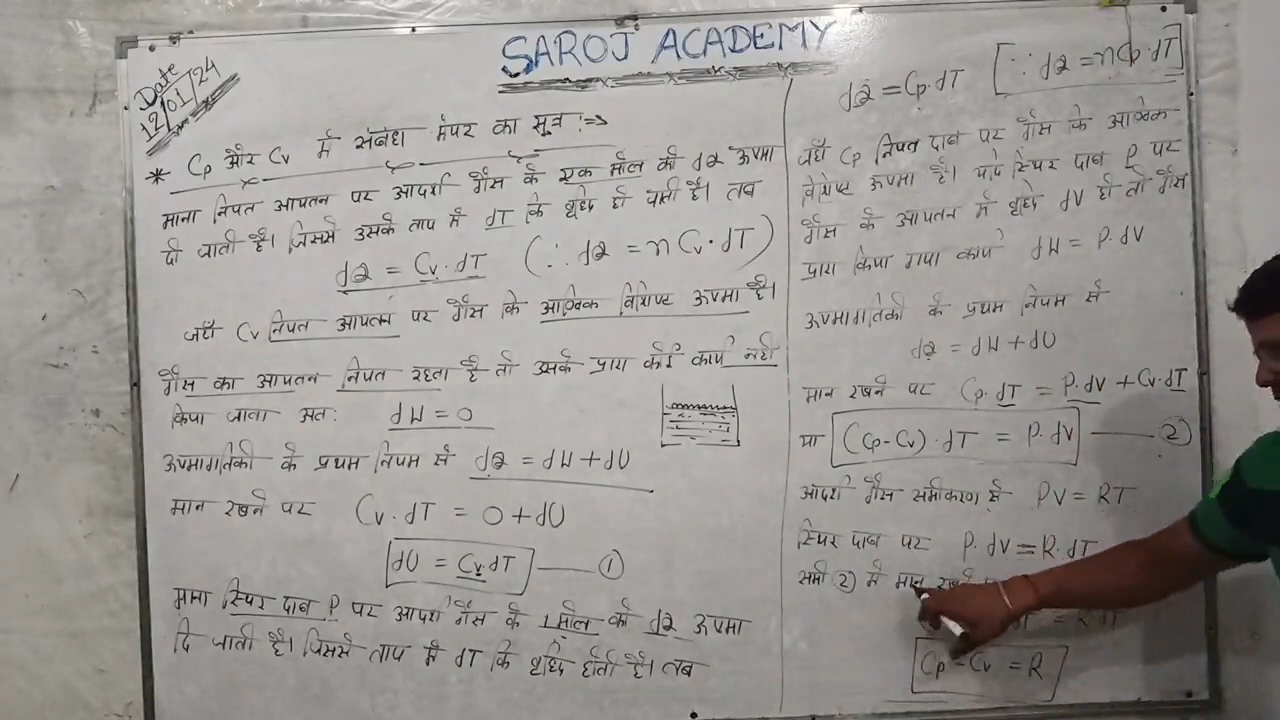 SAROJ ACADEMY
Date
12/01/24
* Cp और Cv में संबंध मेयर का सूत्र :⇒
माना नियत आयतन पर आदर्श गैस के एक मोल को dQ ऊष्मा
दी जाती है। जिससे उसके ताप में dT कि वृद्धि हो जाती है। तब
dQ = Cv·dT (∵ dQ = nCv·dT)
जहाँ Cv नियत आयतन पर गैस कि आण्विक विशिष्ट ऊष्मा है।
गैस का आयतन नियत रहता है तो उसके द्वारा कोई कार्य नहीं
किया जाता अतः dW = 0
ऊष्मागतिकी के प्रथम नियम से dQ = dW + dU
मान रखने पर Cv·dT = 0 + dU
dU = Cv·dT —— ①
माना स्थिर दाब P पर आदर्श गैस के 1 मोल को dQ ऊष्मा
दि जाती है। जिससे ताप में dT कि वृद्धि होती है। तब
dQ = Cp·dT [∵ dQ = nCp·dT]
जहाँ Cp नियत दाब पर गैस के आण्विक
विशिष्ट ऊष्मा है। यदि स्थिर दाब P पर
गैस के आयतन में वृद्धि dV हो तो गैस
द्वारा किया गया कार्य dW = P·dV
ऊष्मागतिकी के प्रथम नियम से
dQ = dW + dU
मान रखने पर Cp·dT = P·dV + Cv·dT
या (Cp-Cv)·dT = P·dV —— ②
आदर्श गैस समीकरण से PV = RT
स्थिर दाब पर P·dV = R·dT
समी ② में मान रखने
Cp - Cv = R